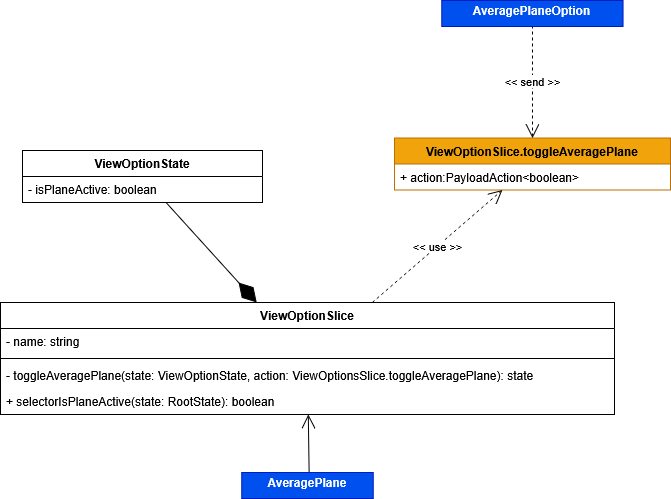 AveragePlaneOption
<< send >>
ViewOptionSlice.toggleAveragePlane
+ action:PayloadAction<boolean>
ViewOptionState
- isPlaneActive: boolean
<< use >>
ViewOptionSlice
- name: string
- toggleAveragePlane(state: ViewOptionState, action: ViewOptionsSlice.toggleAveragePlane): state
+ selectorIsPlaneActive(state: RootState): boolean
AveragePlane